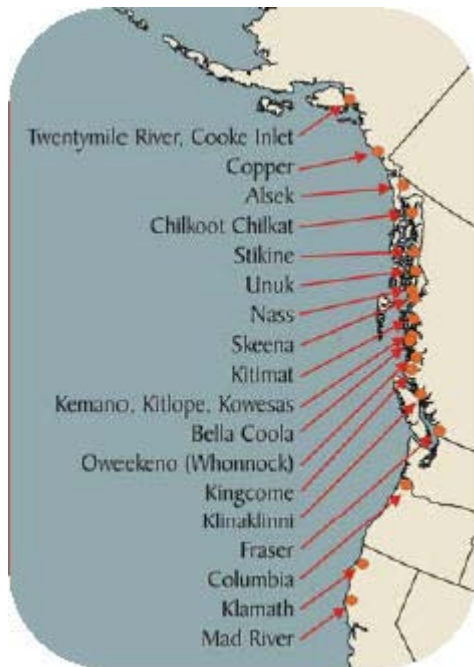 Twentymile River, Cooke Inlet
Copper
Alsek
Chilkoot Chilkat
Stikine
Unuk
Nass
Skeena
Kitimat
Kemano, Kitlope, Kowesas
Bella Coola
Oweekeno (Whonnock)
Kingcome
Klinaklinni
Fraser
Columbia
Klamath
Mad River